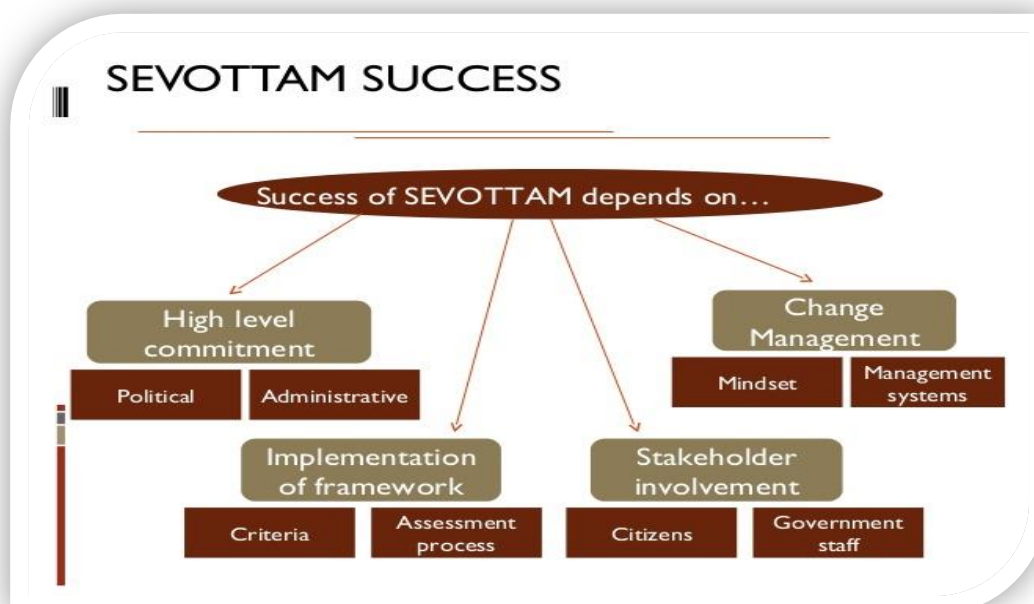 SEVOTTAM SUCCESS
Success of SEVOTTAM depends on...
High level
commitment
Political
Administrative
Implementation
of framework
Criteria
Assessment
process
Stakeholder
involvement
Citizens
Government
staff
Change
Management
Mindset
Management
systems